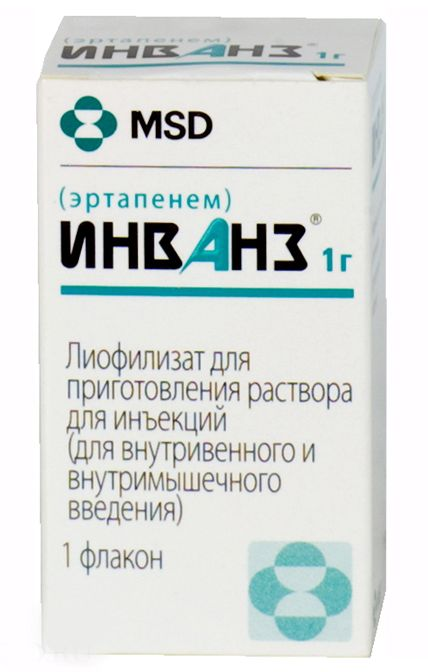 (эртапенем)
ИНВАНЗ® 1г
MSD
(эртапенем)
ИНВАНЗ® 1г
Лиофилизат для
приготовления раствора
для инъекций
(для внутривенного и
внутримышечного
введения)
1 флакон